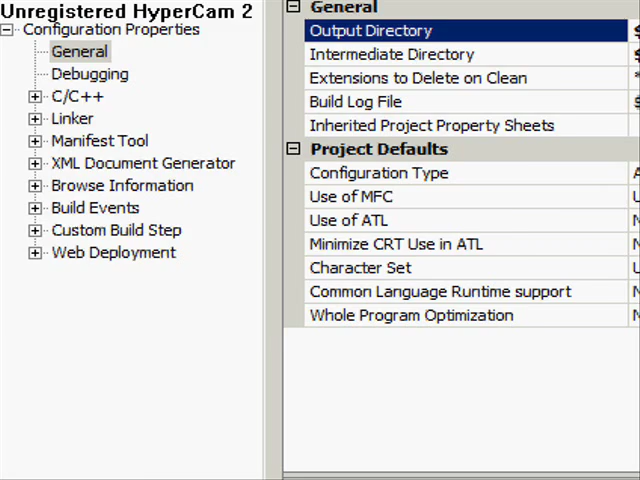 Unregistered HyperCam 2
Configuration Properties
General
Debugging
C/C++
Linker
Manifest Tool
XML Document Generator
Browse Information
Build Events
Custom Build Step
Web Deployment
General
Output Directory
Intermediate Directory
Extensions to Delete on Clean
Build Log File
Inherited Project Property Sheets
Project Defaults
Configuration Type
Use of MFC
Use of ATL
Minimize CRT Use in ATL
Character Set
Common Language Runtime support
Whole Program Optimization